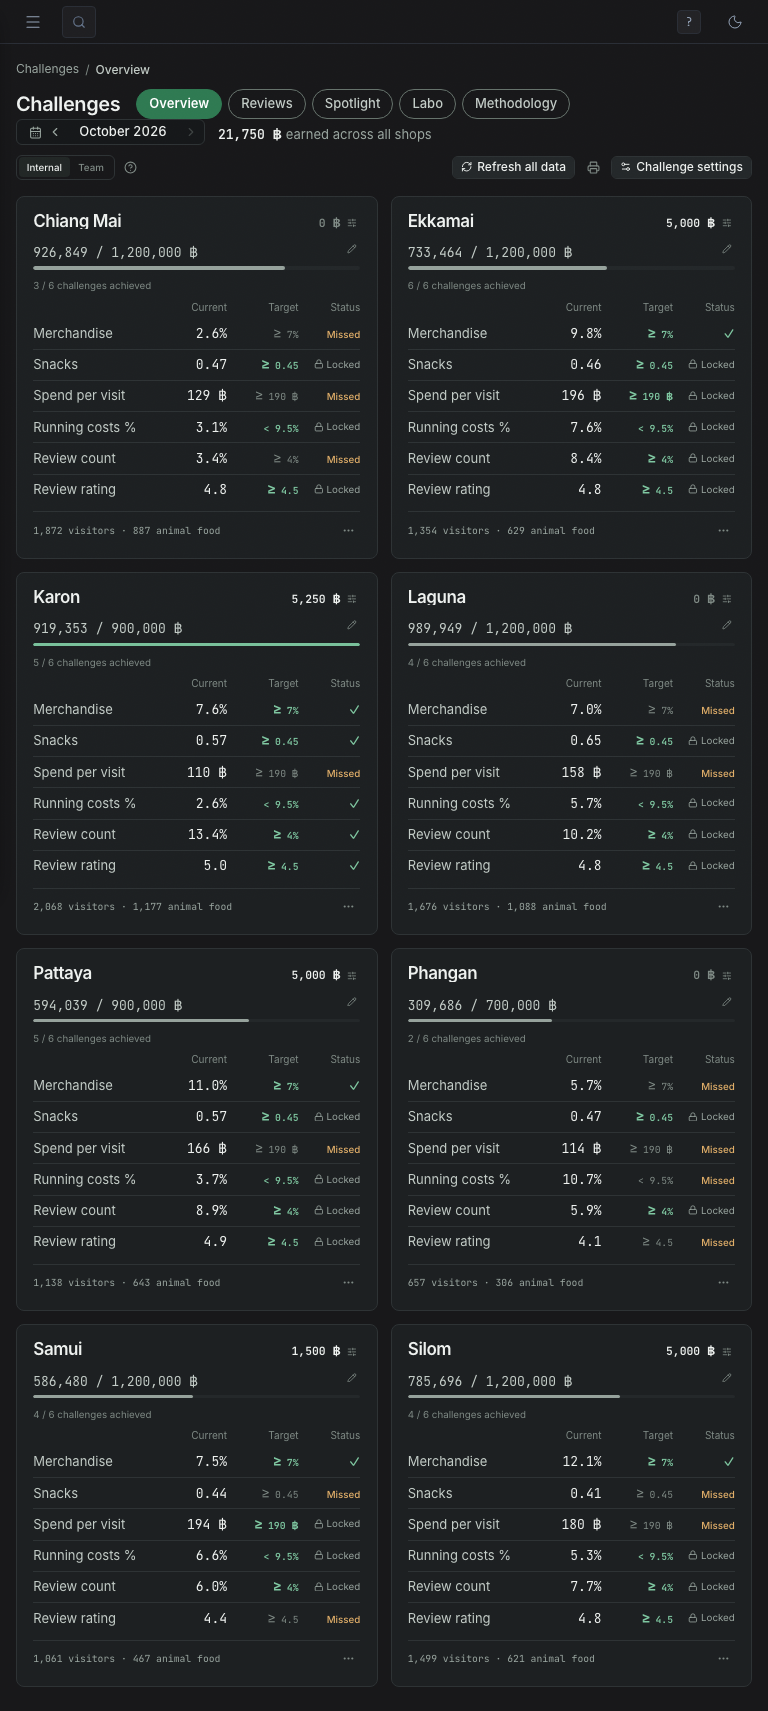 ?
Challenges / Overview
Challenges Overview Reviews Spotlight Labo Methodology
October 2026 21,750 ฿ earned across all shops
Internal Team Refresh all data Challenge settings
Chiang Mai 0 ฿
926,849 / 1,200,000 ฿
3 / 6 challenges achieved
Current Target Status
Merchandise 2.6% ≥ 7% Missed
Snacks 0.47 ≥ 0.45 Locked
Spend per visit 129 ฿ ≥ 190 ฿ Missed
Running costs % 3.1% < 9.5% Locked
Review count 3.4% ≥ 4% Missed
Review rating 4.8 ≥ 4.5 Locked
1,872 visitors · 887 animal food
Ekkamai 5,000 ฿
733,464 / 1,200,000 ฿
6 / 6 challenges achieved
Current Target Status
Merchandise 9.8% ≥ 7% ✓
Snacks 0.46 ≥ 0.45 Locked
Spend per visit 196 ฿ ≥ 190 ฿ Locked
Running costs % 7.6% < 9.5% Locked
Review count 8.4% ≥ 4% Locked
Review rating 4.8 ≥ 4.5 Locked
1,354 visitors · 629 animal food
Karon 5,250 ฿
919,353 / 900,000 ฿
5 / 6 challenges achieved
Current Target Status
Merchandise 7.6% ≥ 7% ✓
Snacks 0.57 ≥ 0.45 ✓
Spend per visit 110 ฿ ≥ 190 ฿ Missed
Running costs % 2.6% < 9.5% ✓
Review count 13.4% ≥ 4% ✓
Review rating 5.0 ≥ 4.5 ✓
2,068 visitors · 1,177 animal food
Laguna 0 ฿
989,949 / 1,200,000 ฿
4 / 6 challenges achieved
Current Target Status
Merchandise 7.0% ≥ 7% Missed
Snacks 0.65 ≥ 0.45 Locked
Spend per visit 158 ฿ ≥ 190 ฿ Missed
Running costs % 5.7% < 9.5% Locked
Review count 10.2% ≥ 4% Locked
Review rating 4.8 ≥ 4.5 Locked
1,676 visitors · 1,088 animal food
Pattaya 5,000 ฿
594,039 / 900,000 ฿
5 / 6 challenges achieved
Current Target Status
Merchandise 11.0% ≥ 7% ✓
Snacks 0.57 ≥ 0.45 Locked
Spend per visit 166 ฿ ≥ 190 ฿ Missed
Running costs % 3.7% < 9.5% Locked
Review count 8.9% ≥ 4% Locked
Review rating 4.9 ≥ 4.5 Locked
1,138 visitors · 643 animal food
Phangan 0 ฿
309,686 / 700,000 ฿
2 / 6 challenges achieved
Current Target Status
Merchandise 5.7% ≥ 7% Missed
Snacks 0.47 ≥ 0.45 Locked
Spend per visit 114 ฿ ≥ 190 ฿ Missed
Running costs % 10.7% < 9.5% Missed
Review count 5.9% ≥ 4% Locked
Review rating 4.1 ≥ 4.5 Missed
657 visitors · 306 animal food
Samui 1,500 ฿
586,480 / 1,200,000 ฿
4 / 6 challenges achieved
Current Target Status
Merchandise 7.5% ≥ 7% ✓
Snacks 0.44 ≥ 0.45 Missed
Spend per visit 194 ฿ ≥ 190 ฿ Locked
Running costs % 6.6% < 9.5% Locked
Review count 6.0% ≥ 4% Locked
Review rating 4.4 ≥ 4.5 Missed
1,061 visitors · 467 animal food
Silom 5,000 ฿
785,696 / 1,200,000 ฿
4 / 6 challenges achieved
Current Target Status
Merchandise 12.1% ≥ 7% ✓
Snacks 0.41 ≥ 0.45 Missed
Spend per visit 180 ฿ ≥ 190 ฿ Missed
Running costs % 5.3% < 9.5% Locked
Review count 7.7% ≥ 4% Locked
Review rating 4.8 ≥ 4.5 Locked
1,499 visitors · 621 animal food